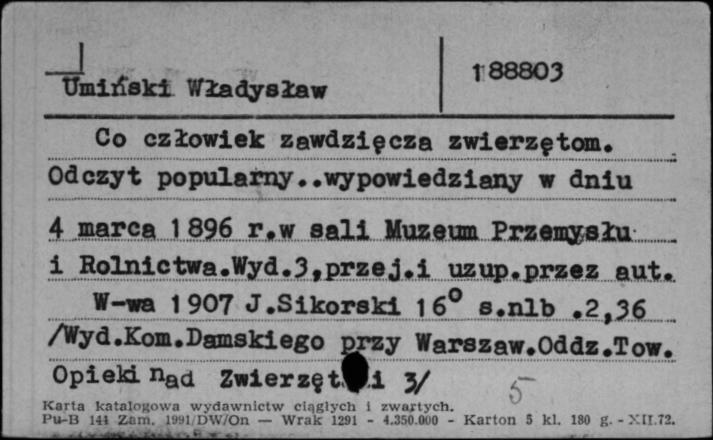 Umiński Władysław
188803
Co człowiek zawdzięcza zwierzętom.
Odczyt popularny..wypowiedziany w dniu
4 marca 1896 r.w sali Muzeum Przemysłu
i Rolnictwa.Wyd.3,przej.i uzup.przez aut.
W-wa 1907 J.Sikorski 16° s.nlb .2,36
/Wyd.Kom.Damskiego przy Warszaw.Oddz.Tow.
Opieki nad Zwierzęt i 3/
5
Karta katalogowa wydawnictw ciągłych i zwartych.
Pu-B 144 Zam. 1991/DW/On — Wrak 1291 - 4.350.000 - Karton 5 kl. 180 g. - XII.72.